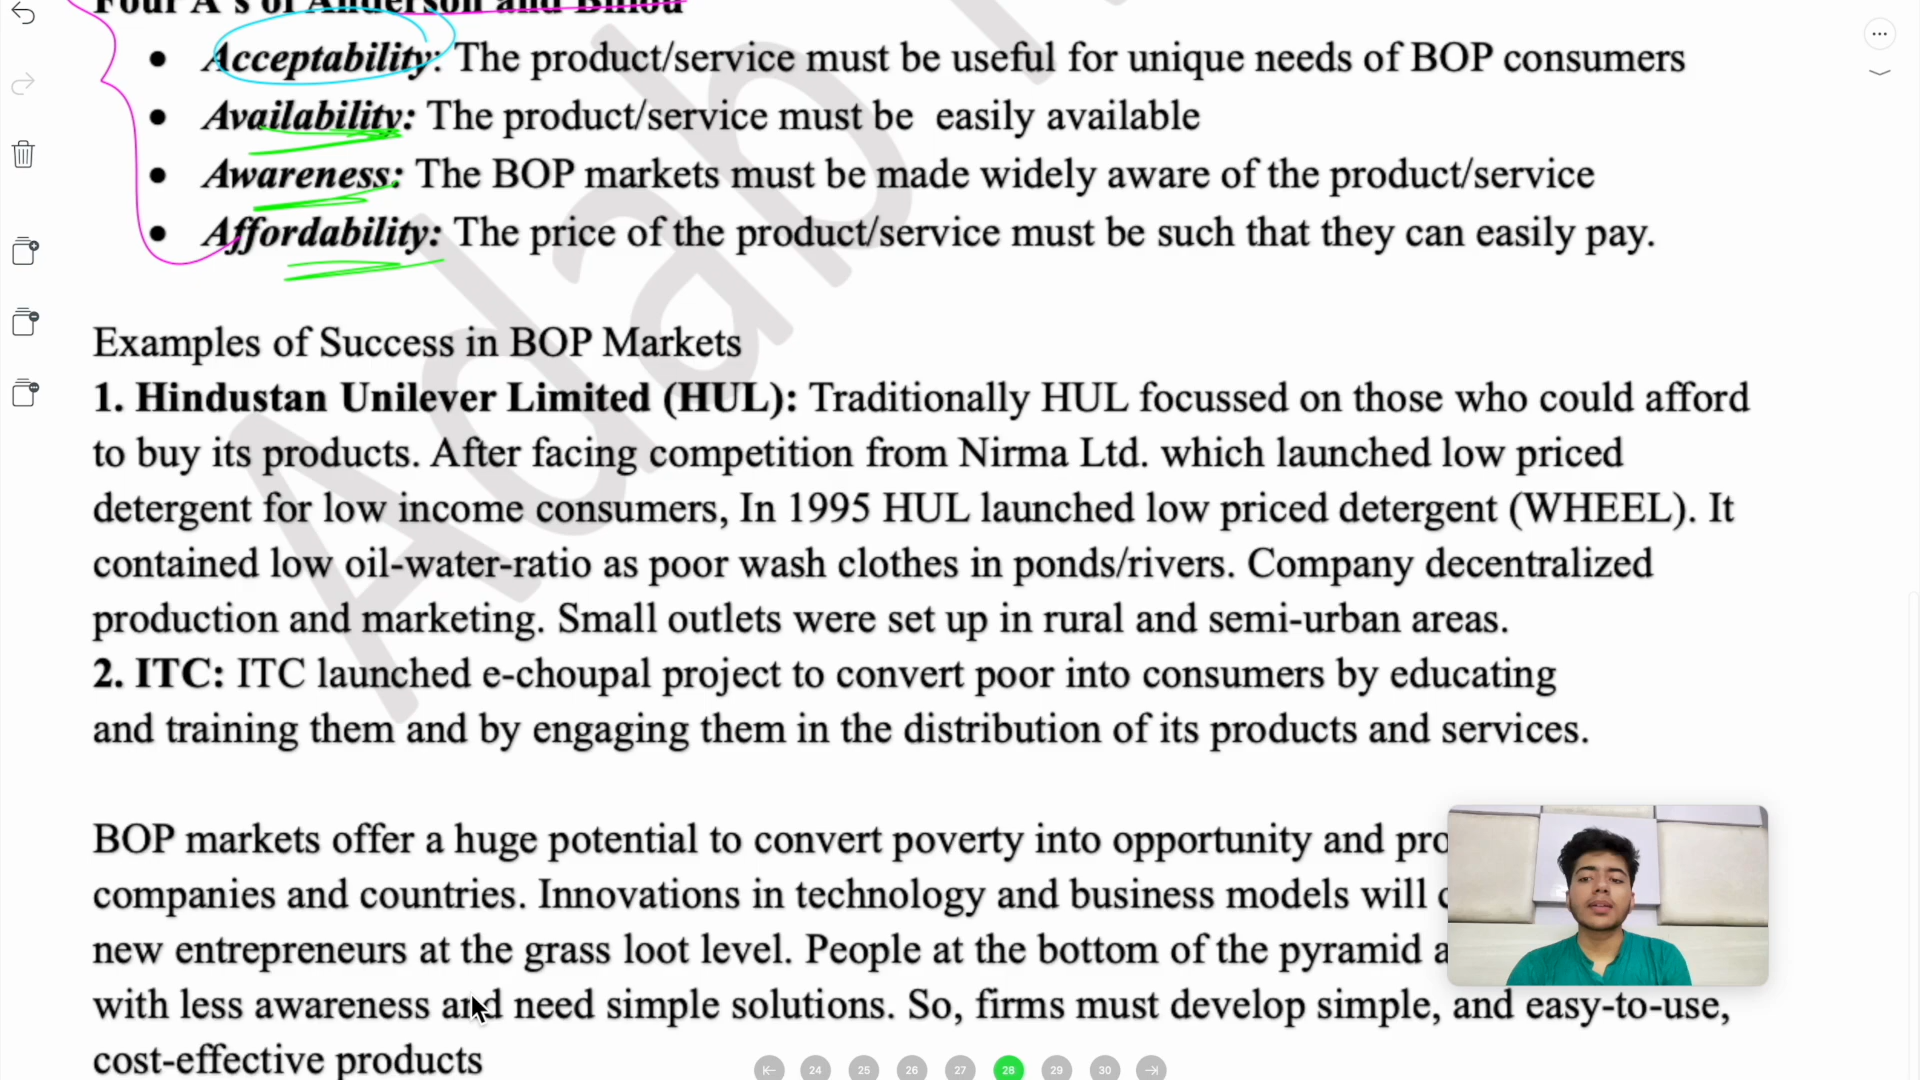 Four A's of Anderson and Billou
• Acceptability: The product/service must be useful for unique needs of BOP consumers
• Availability: The product/service must be easily available
• Awareness: The BOP markets must be made widely aware of the product/service
• Affordability: The price of the product/service must be such that they can easily pay.
Examples of Success in BOP Markets
1. Hindustan Unilever Limited (HUL): Traditionally HUL focussed on those who could afford
to buy its products. After facing competition from Nirma Ltd. which launched low priced
detergent for low income consumers, In 1995 HUL launched low priced detergent (WHEEL). It
contained low oil-water-ratio as poor wash clothes in ponds/rivers. Company decentralized
production and marketing. Small outlets were set up in rural and semi-urban areas.
2. ITC: ITC launched e-choupal project to convert poor into consumers by educating
and training them and by engaging them in the distribution of its products and services.
BOP markets offer a huge potential to convert poverty into opportunity and pro
companies and countries. Innovations in technology and business models will
new entrepreneurs at the grass loot level. People at the bottom of the pyramid a
with less awareness and need simple solutions. So, firms must develop simple, and easy-to-use,
cost-effective products
24 25 26 27 28 29 30
Adab